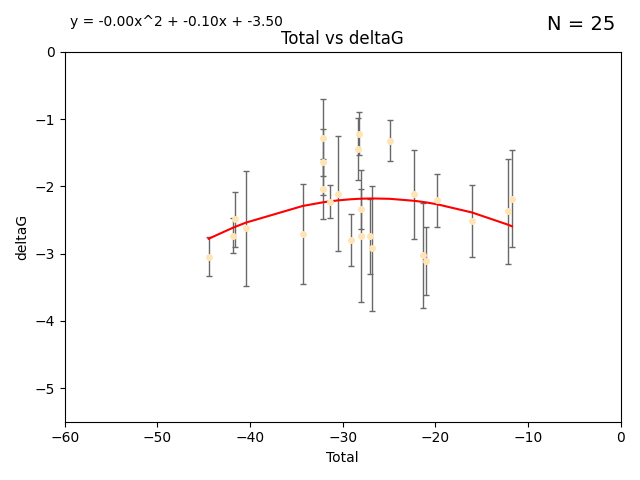 y = -0.00x^2 + -0.10x + -3.50
N = 25
Total vs deltaG
0
−1
−2
−3
−4
−5
deltaG
−60 −50 −40 −30 −20 −10 0
Total